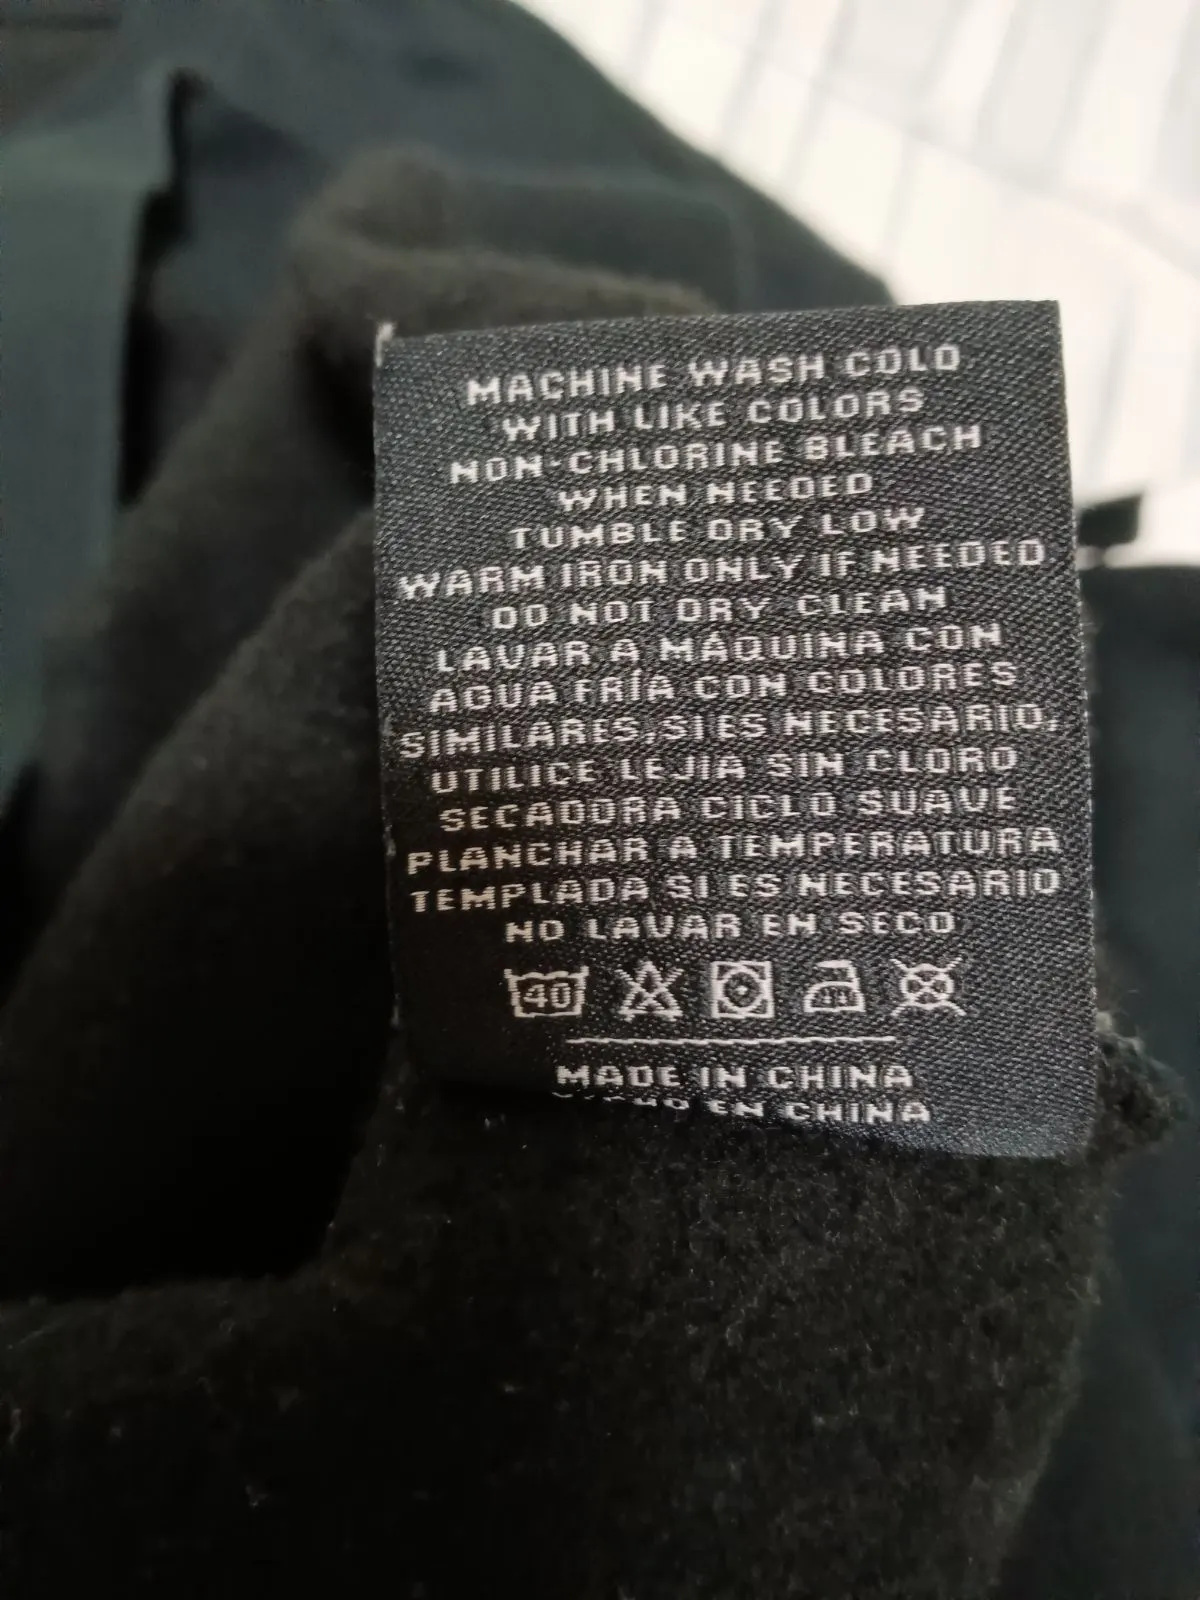 MACHINE WASH COLD
WITH LIKE COLORS
NON-CHLORINE BLEACH
WHEN NEEDED
TUMBLE DRY LOW
WARM IRON ONLY IF NEEDED
DO NOT DRY CLEAN
LAVAR A MÁQUINA CON
AGUA FRÍA CON COLORES
SIMILARES,SI ES NECESARIO,
UTILICE LEJIA SIN CLORO
SECADORA CICLO SUAVE
PLANCHAR A TEMPERATURA
TEMPLADA SI ES NECESARIO
NO LAVAR EN SECO
40
MADE IN CHINA
EN CHINA